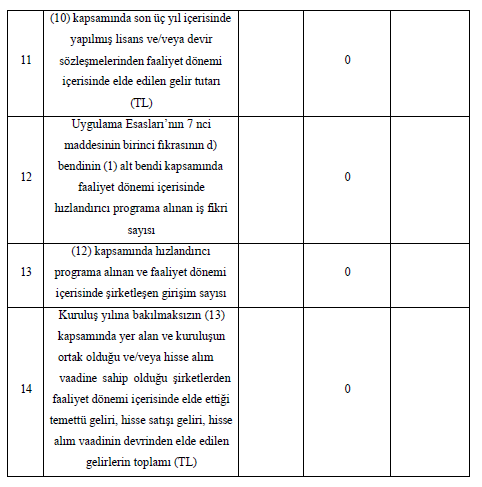 (10) kapsamında son üç yıl içerisinde
yapılmış lisans ve/veya devir
11 sözleşmelerinden faaliyet dönemi 0
içerisinde elde edilen gelir tutarı
(TL)
Uygulama Esasları’nın 7 nci
maddesinin birinci fıkrasının d)
bendinin (1) alt bendi kapsamında
12 faaliyet dönemi içerisinde 0
hızlandırıcı programa alınan iş fikri
sayısı
(12) kapsamında hızlandırıcı
13 programa alınan ve faaliyet dönemi 0
içerisinde şirketleşen girişim sayısı
Kuruluş yılına bakılmaksızın (13)
kapsamında yer alan ve kuruluşun
ortak olduğu ve/veya hisse alım
vaadine sahip olduğu şirketlerden
14 faaliyet dönemi içerisinde elde ettiği 0
temettü geliri, hisse satışı geliri, hisse
alım vaadinin devrinden elde edilen
gelirlerin toplamı (TL)